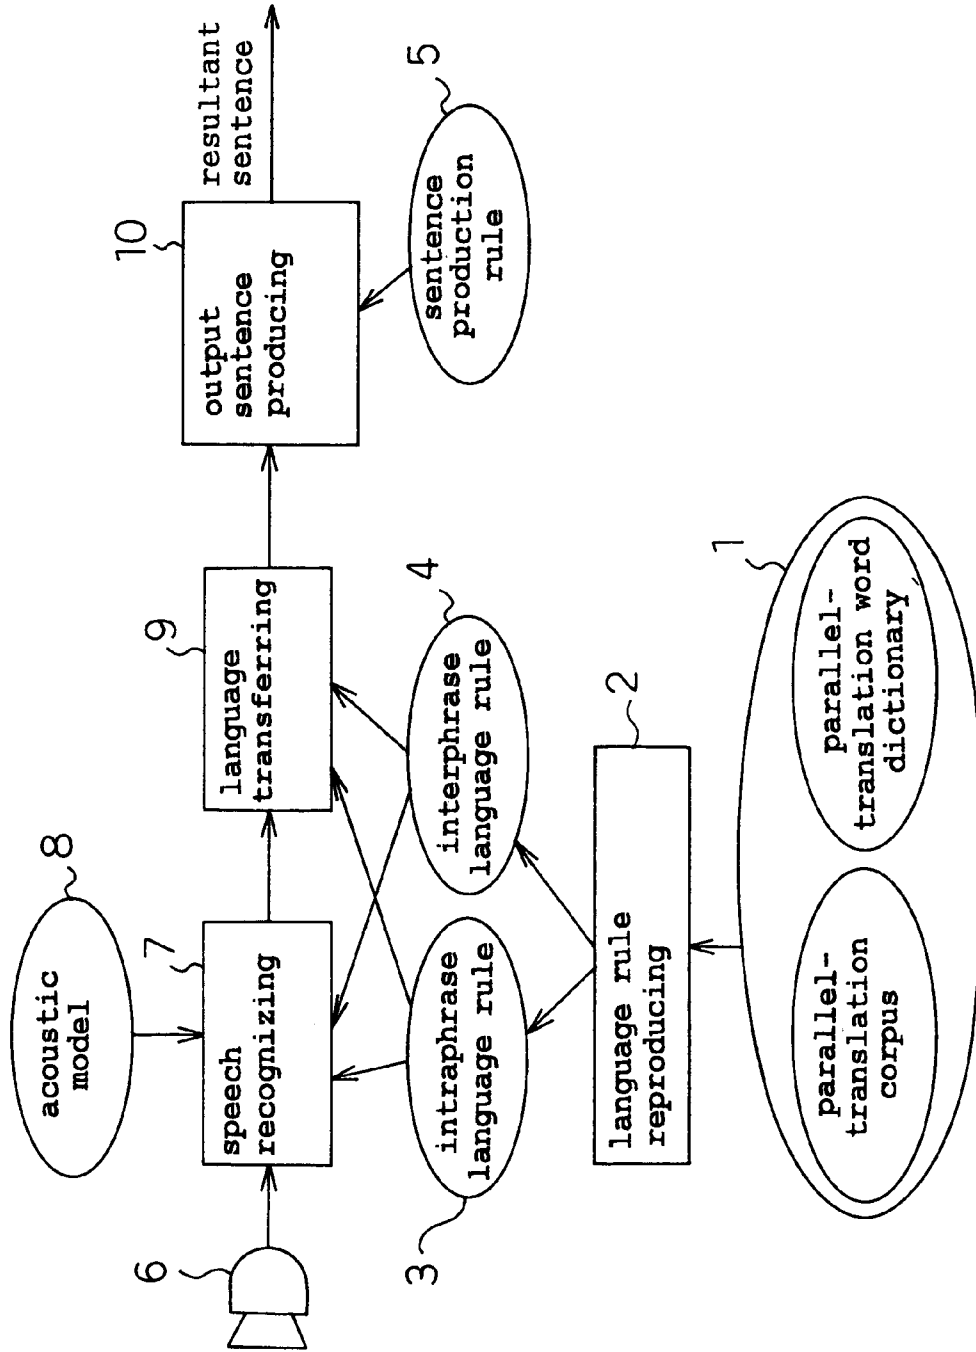 8
acoustic
model
6
7
speech
recognizing
9
language
transferring
10
output
sentence
producing
resultant
sentence
3
intraphrase
language rule
4
interphrase
language rule
5
sentence
production
rule
2
language rule
reproducing
1
parallel-
translation
corpus
parallel-
translation word
dictionary